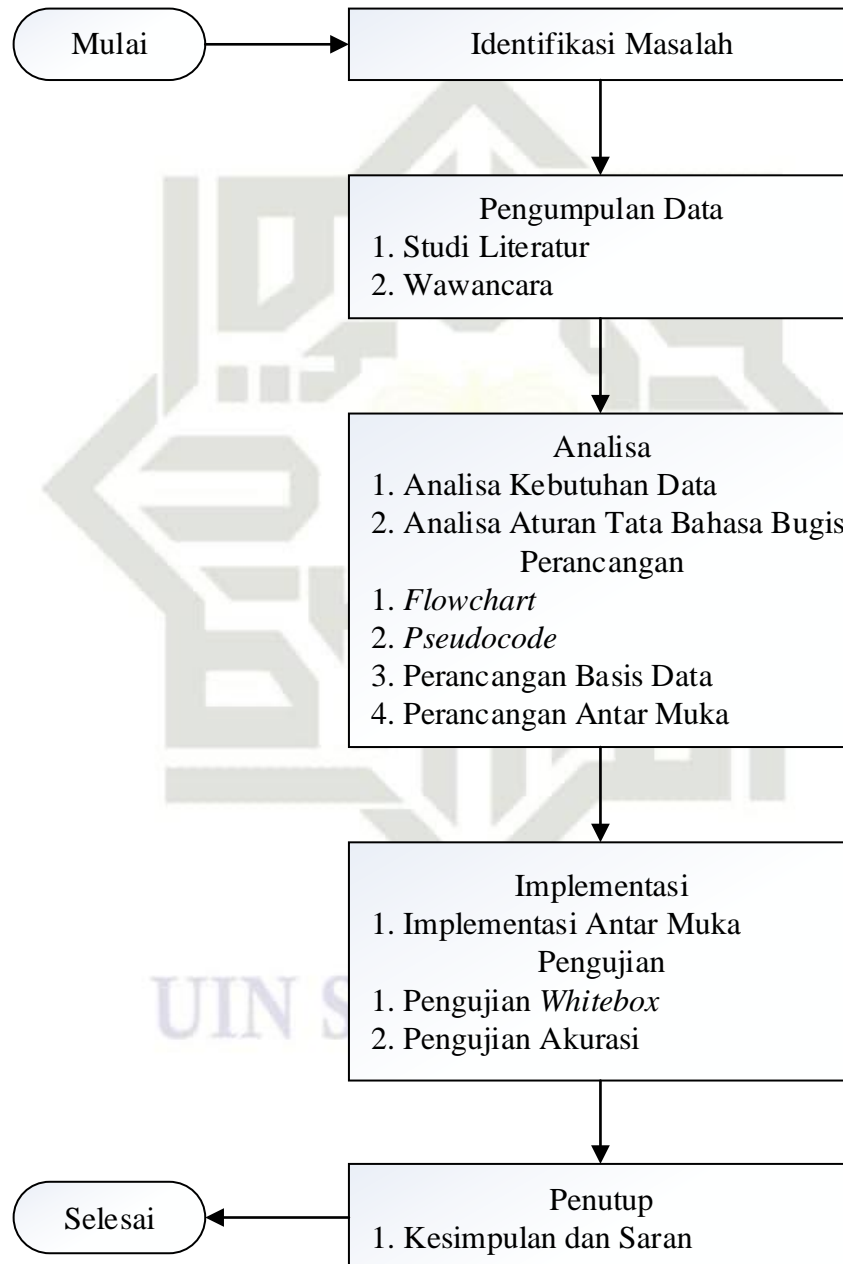 Mulai
Identifikasi Masalah
Pengumpulan Data
1. Studi Literatur
2. Wawancara
Analisa
1. Analisa Kebutuhan Data
2. Analisa Aturan Tata Bahasa Bugis
Perancangan
1. Flowchart
2. Pseudocode
3. Perancangan Basis Data
4. Perancangan Antar Muka
Implementasi
1. Implementasi Antar Muka
Pengujian
1. Pengujian Whitebox
2. Pengujian Akurasi
UIN S
Penutup
1. Kesimpulan dan Saran
Selesai